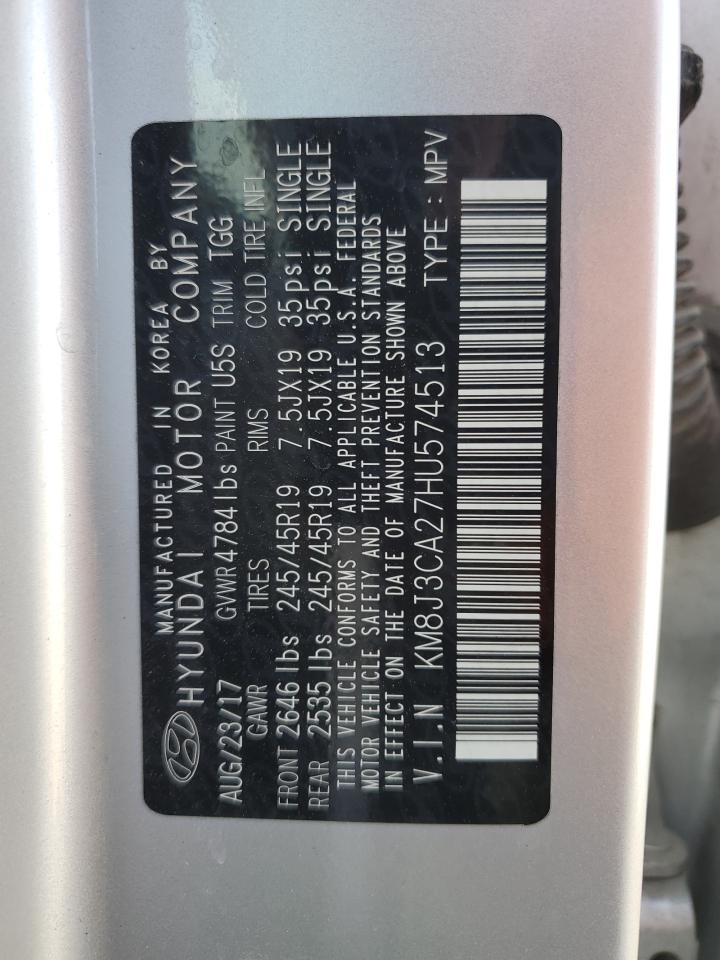 MANUFACTURED IN KOREA BY
HYUNDAI MOTOR COMPANY
AUG/23/17 GVWR 4784 lbs PAINT U5S TRIM TGG
GAWR TIRES RIMS COLD TIRE INFL
FRONT 2646 lbs 245/45R19 7.5JX19 35psi SINGLE
REAR 2535 lbs 245/45R19 7.5JX19 35psi SINGLE
THIS VEHICLE CONFORMS TO ALL APPLICABLE U.S.A. FEDERAL
MOTOR VEHICLE SAFETY AND THEFT PREVENTION STANDARDS
IN EFFECT ON THE DATE OF MANUFACTURE SHOWN ABOVE
V.I.N KM8J3CA27HU574513 TYPE : MPV